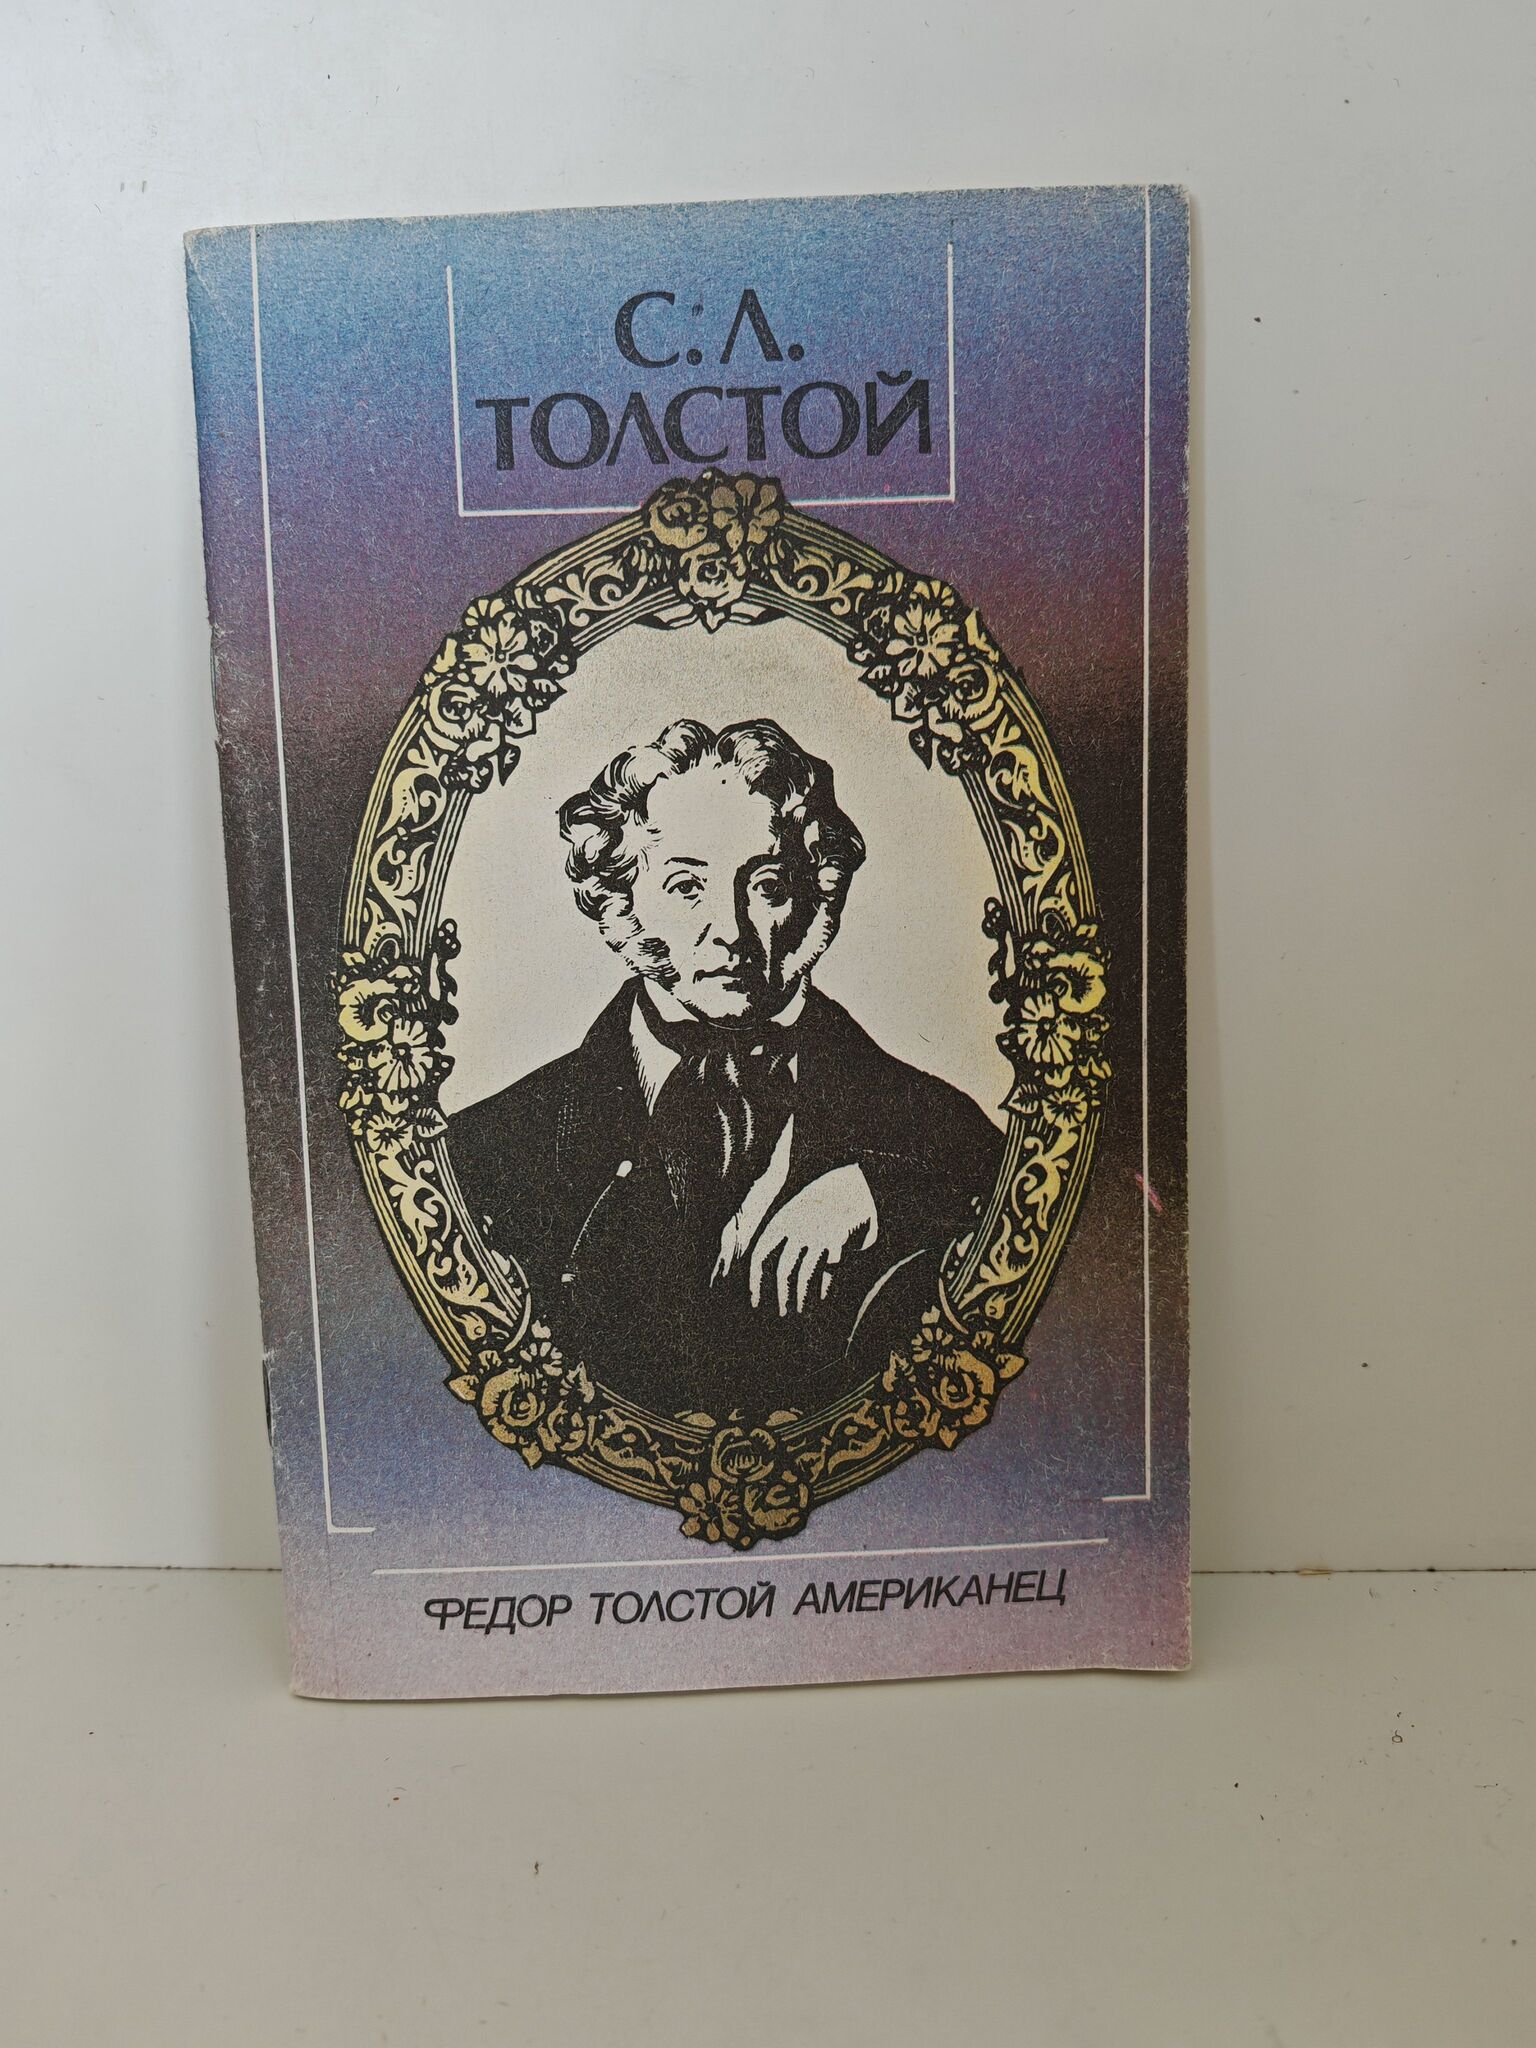 С. Л.
ТОЛСТОЙ
ФЕДОР ТОЛСТОЙ АМЕРИКАНЕЦ